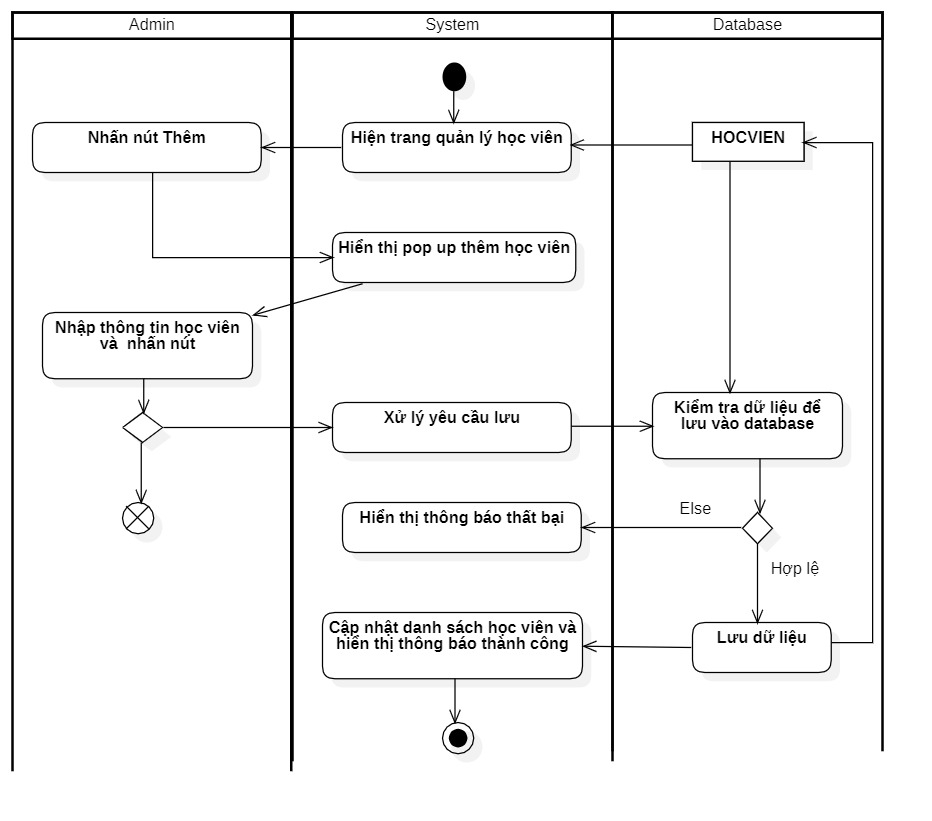 Admin
System
Database
Nhấn nút Thêm
Hiện trang quản lý học viên
HOCVIEN
Hiển thị pop up thêm học viên
Nhập thông tin học viên
và nhấn nút
Xử lý yêu cầu lưu
Kiểm tra dữ liệu để
lưu vào database
Hiển thị thông báo thất bại
Else
Hợp lệ
Cập nhật danh sách học viên và
hiển thị thông báo thành công
Lưu dữ liệu